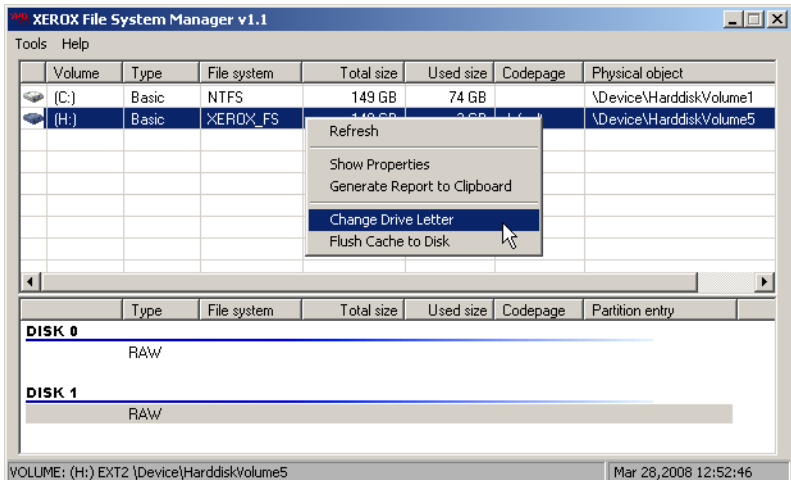 XEROX File System Manager v1.1
Tools Help
Volume Type File system Total size Used size Codepage Physical object
(C:) Basic NTFS 149 GB 74 GB \Device\HarddiskVolume1
(H:) Basic XEROX_FS \Device\HarddiskVolume5
Refresh
Show Properties
Generate Report to Clipboard
Change Drive Letter
Flush Cache to Disk
Type File system Total size Used size Codepage Partition entry
DISK 0
RAW
DISK 1
RAW
VOLUME: (H:) EXT2 \Device\HarddiskVolume5 Mar 28,2008 12:52:46